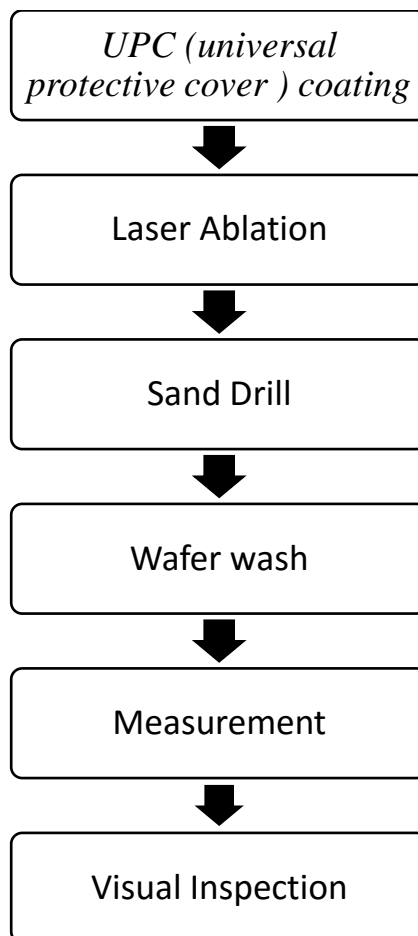 UPC (universal
protective cover ) coating
Laser Ablation
Sand Drill
Wafer wash
Measurement
Visual Inspection